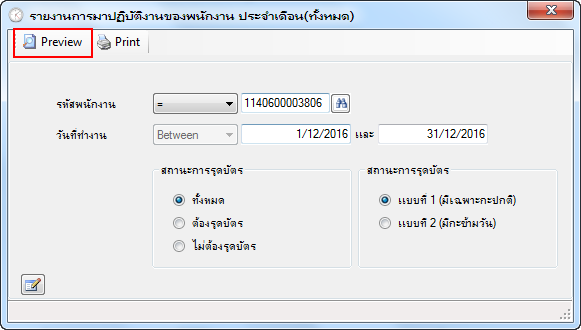 รายงานการมาปฏิบัติงานของพนักงาน ประจำเดือน(ทั้งหมด)
Preview Print
รหัสพนักงาน = 1140600003806
วันที่ทำงาน Between 1/12/2016 และ 31/12/2016
สถานะการรูดบัตร สถานะการรูดบัตร
ทั้งหมด แบบที่ 1 (มีเฉพาะกะปกติ)
ต้องรูดบัตร แบบที่ 2 (มีกะข้ามวัน)
ไม่ต้องรูดบัตร